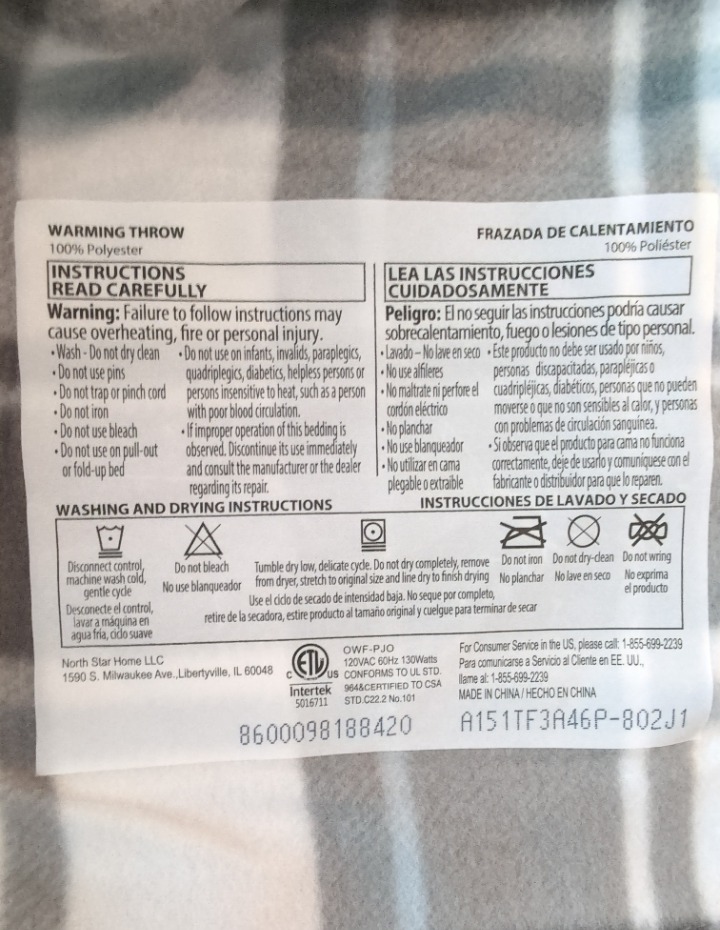 WARMING THROW
100% Polyester
INSTRUCTIONS
READ CAREFULLY
Warning: Failure to follow instructions may
cause overheating, fire or personal injury.
• Wash - Do not dry clean
• Do not use pins
• Do not trap or pinch cord
• Do not iron
• Do not use bleach
• Do not use on pull-out
or fold-up bed
• Do not use on infants, invalids, paraplegics,
quadriplegics, diabetics, helpless persons or
persons insensitive to heat, such as a person
with poor blood circulation.
• If improper operation of this bedding is
observed. Discontinue its use immediately
and consult the manufacturer or the dealer
regarding its repair.
FRAZADA DE CALENTAMIENTO
100% Poliéster
LEA LAS INSTRUCCIONES
CUIDADOSAMENTE
Peligro: El no seguir las instrucciones podría causar
sobrecalentamiento, fuego o lesiones de tipo personal.
• Lavado – No lave en seco
• No use alfileres
• No maltrate ni perfore el
cordón eléctrico
• No planchar
• No use blanqueador
• No utilizar en cama
plegable o extraible
• Este producto no debe ser usado por niños,
personas discapacitadas, parapléjicas o
cuadripléjicas, diabéticos, personas que no pueden
moverse o que no son sensibles al calor, y personas
con problemas de circulación sanguínea.
• Si observa que el producto para cama no funciona
correctamente, deje de usarlo y comuníquese con el
fabricante o distribuidor para que lo reparen.
WASHING AND DRYING INSTRUCTIONS
INSTRUCCIONES DE LAVADO Y SECADO
Disconnect control,
machine wash cold,
gentle cycle
Desconecte el control,
lavar a máquina en
agua fría, ciclo suave
Do not bleach
No use blanqueador
Tumble dry low, delicate cycle. Do not dry completely, remove
from dryer, stretch to original size and line dry to finish drying
Use el ciclo de secado de intensidad baja. No seque por completo,
retire de la secadora, estire producto al tamaño original y cuelgue para terminar de secar
Do not iron
No planchar
Do not dry-clean
No lave en seco
Do not wring
No exprima
el producto
North Star Home LLC
1590 S. Milwaukee Ave.,Libertyville, IL 60048
C ETL US
Intertek
5016711
OWF-PJO
120VAC 60Hz 130Watts
CONFORMS TO UL STD.
964&CERTIFIED TO CSA
STD.C22.2 No.101
For Consumer Service in the US, please call: 1-855-699-2239
Para comunicarse a Servicio al Cliente en EE. UU.,
llame al: 1-855-699-2239
MADE IN CHINA / HECHO EN CHINA
8600098188420
A151TF3A46P-802J1